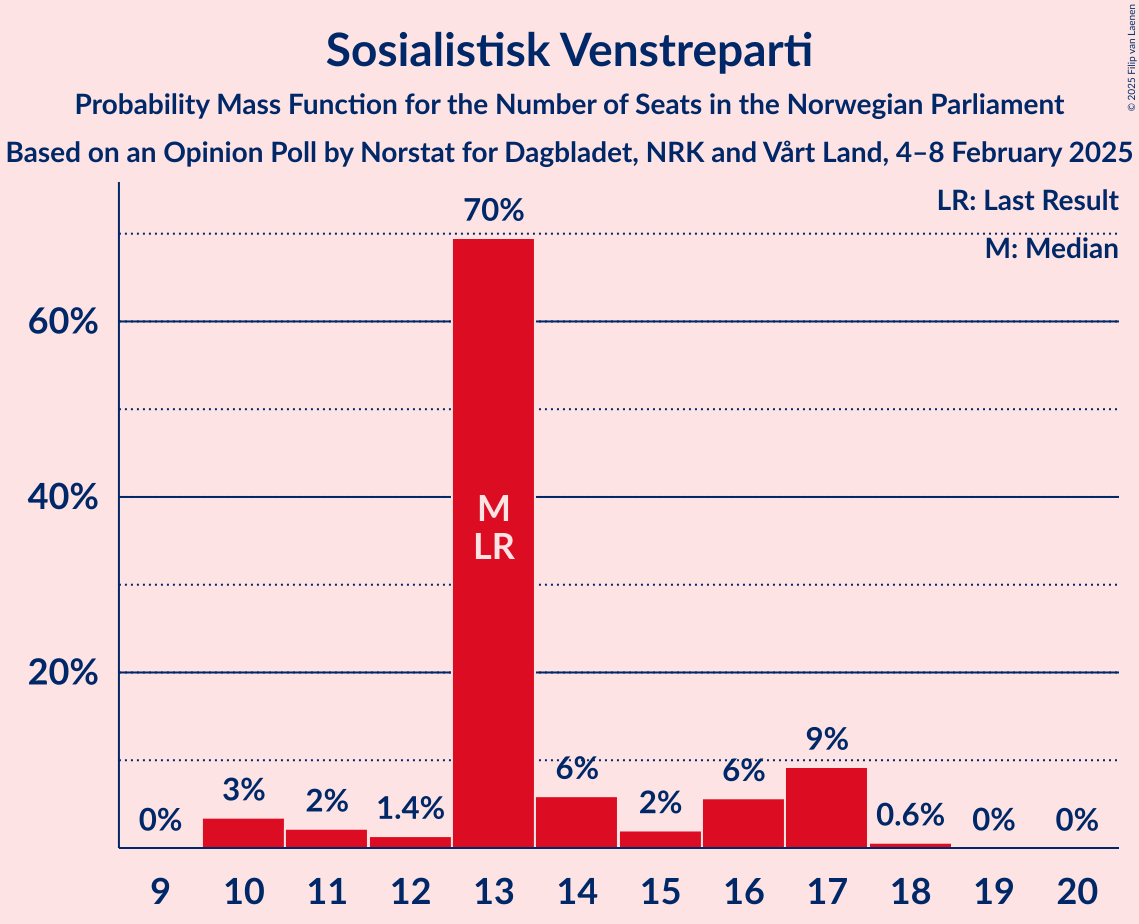 Sosialistisk Venstreparti
Probability Mass Function for the Number of Seats in the Norwegian Parliament
Based on an Opinion Poll by Norstat for Dagbladet, NRK and Vårt Land, 4–8 February 2025
© 2025 Filip van Laenen
LR: Last Result
M: Median
60%
40%
20%
0%
3%
2%
1.4%
70%
M
LR
6%
2%
6%
9%
0.6%
0%
0%
9 10 11 12 13 14 15 16 17 18 19 20